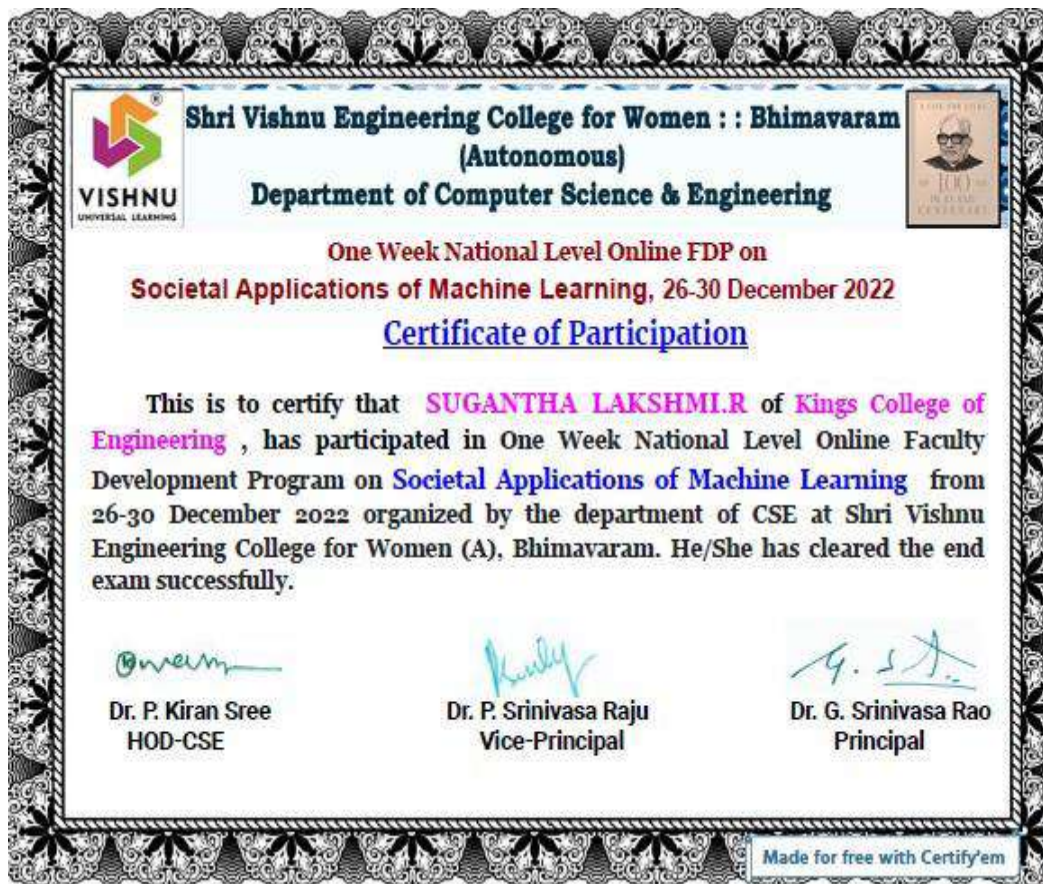 Shri Vishnu Engineering College for Women : : Bhimavaram
(Autonomous)
Department of Computer Science & Engineering
®
VISHNU
UNIVERSAL LEARNING
100
CENTENARY
One Week National Level Online FDP on
Societal Applications of Machine Learning, 26-30 December 2022
Certificate of Participation
This is to certify that SUGANTHA LAKSHMI.R of Kings College of
Engineering , has participated in One Week National Level Online Faculty
Development Program on Societal Applications of Machine Learning from
26-30 December 2022 organized by the department of CSE at Shri Vishnu
Engineering College for Women (A), Bhimavaram. He/She has cleared the end
exam successfully.
Dr. P. Kiran Sree
HOD-CSE
Dr. P. Srinivasa Raju
Vice-Principal
Dr. G. Srinivasa Rao
Principal
Made for free with Certify'em